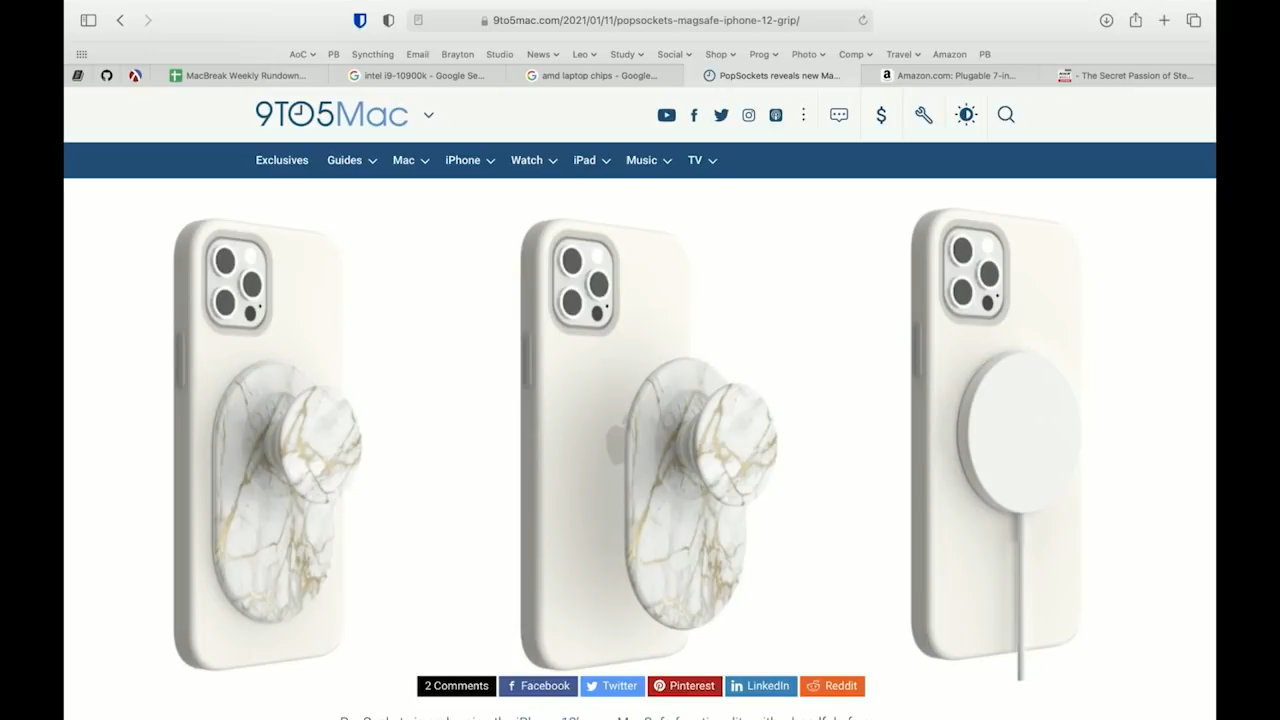 9to5mac.com/2021/01/11/popsockets-magsafe-iphone-12-grip/
AoC PB Syncthing Email Brayton Studio News Leo Study Social Shop Prog Photo Comp Travel Amazon PB
MacBreak Weekly Rundown... intel i9-10900k - Google Se... amd laptop chips - Google... PopSockets reveals new Ma... Amazon.com: Plugable 7-in... - The Secret Passion of Ste...
9TO5Mac
Exclusives Guides Mac iPhone Watch iPad Music TV
2 Comments Facebook Twitter Pinterest LinkedIn Reddit